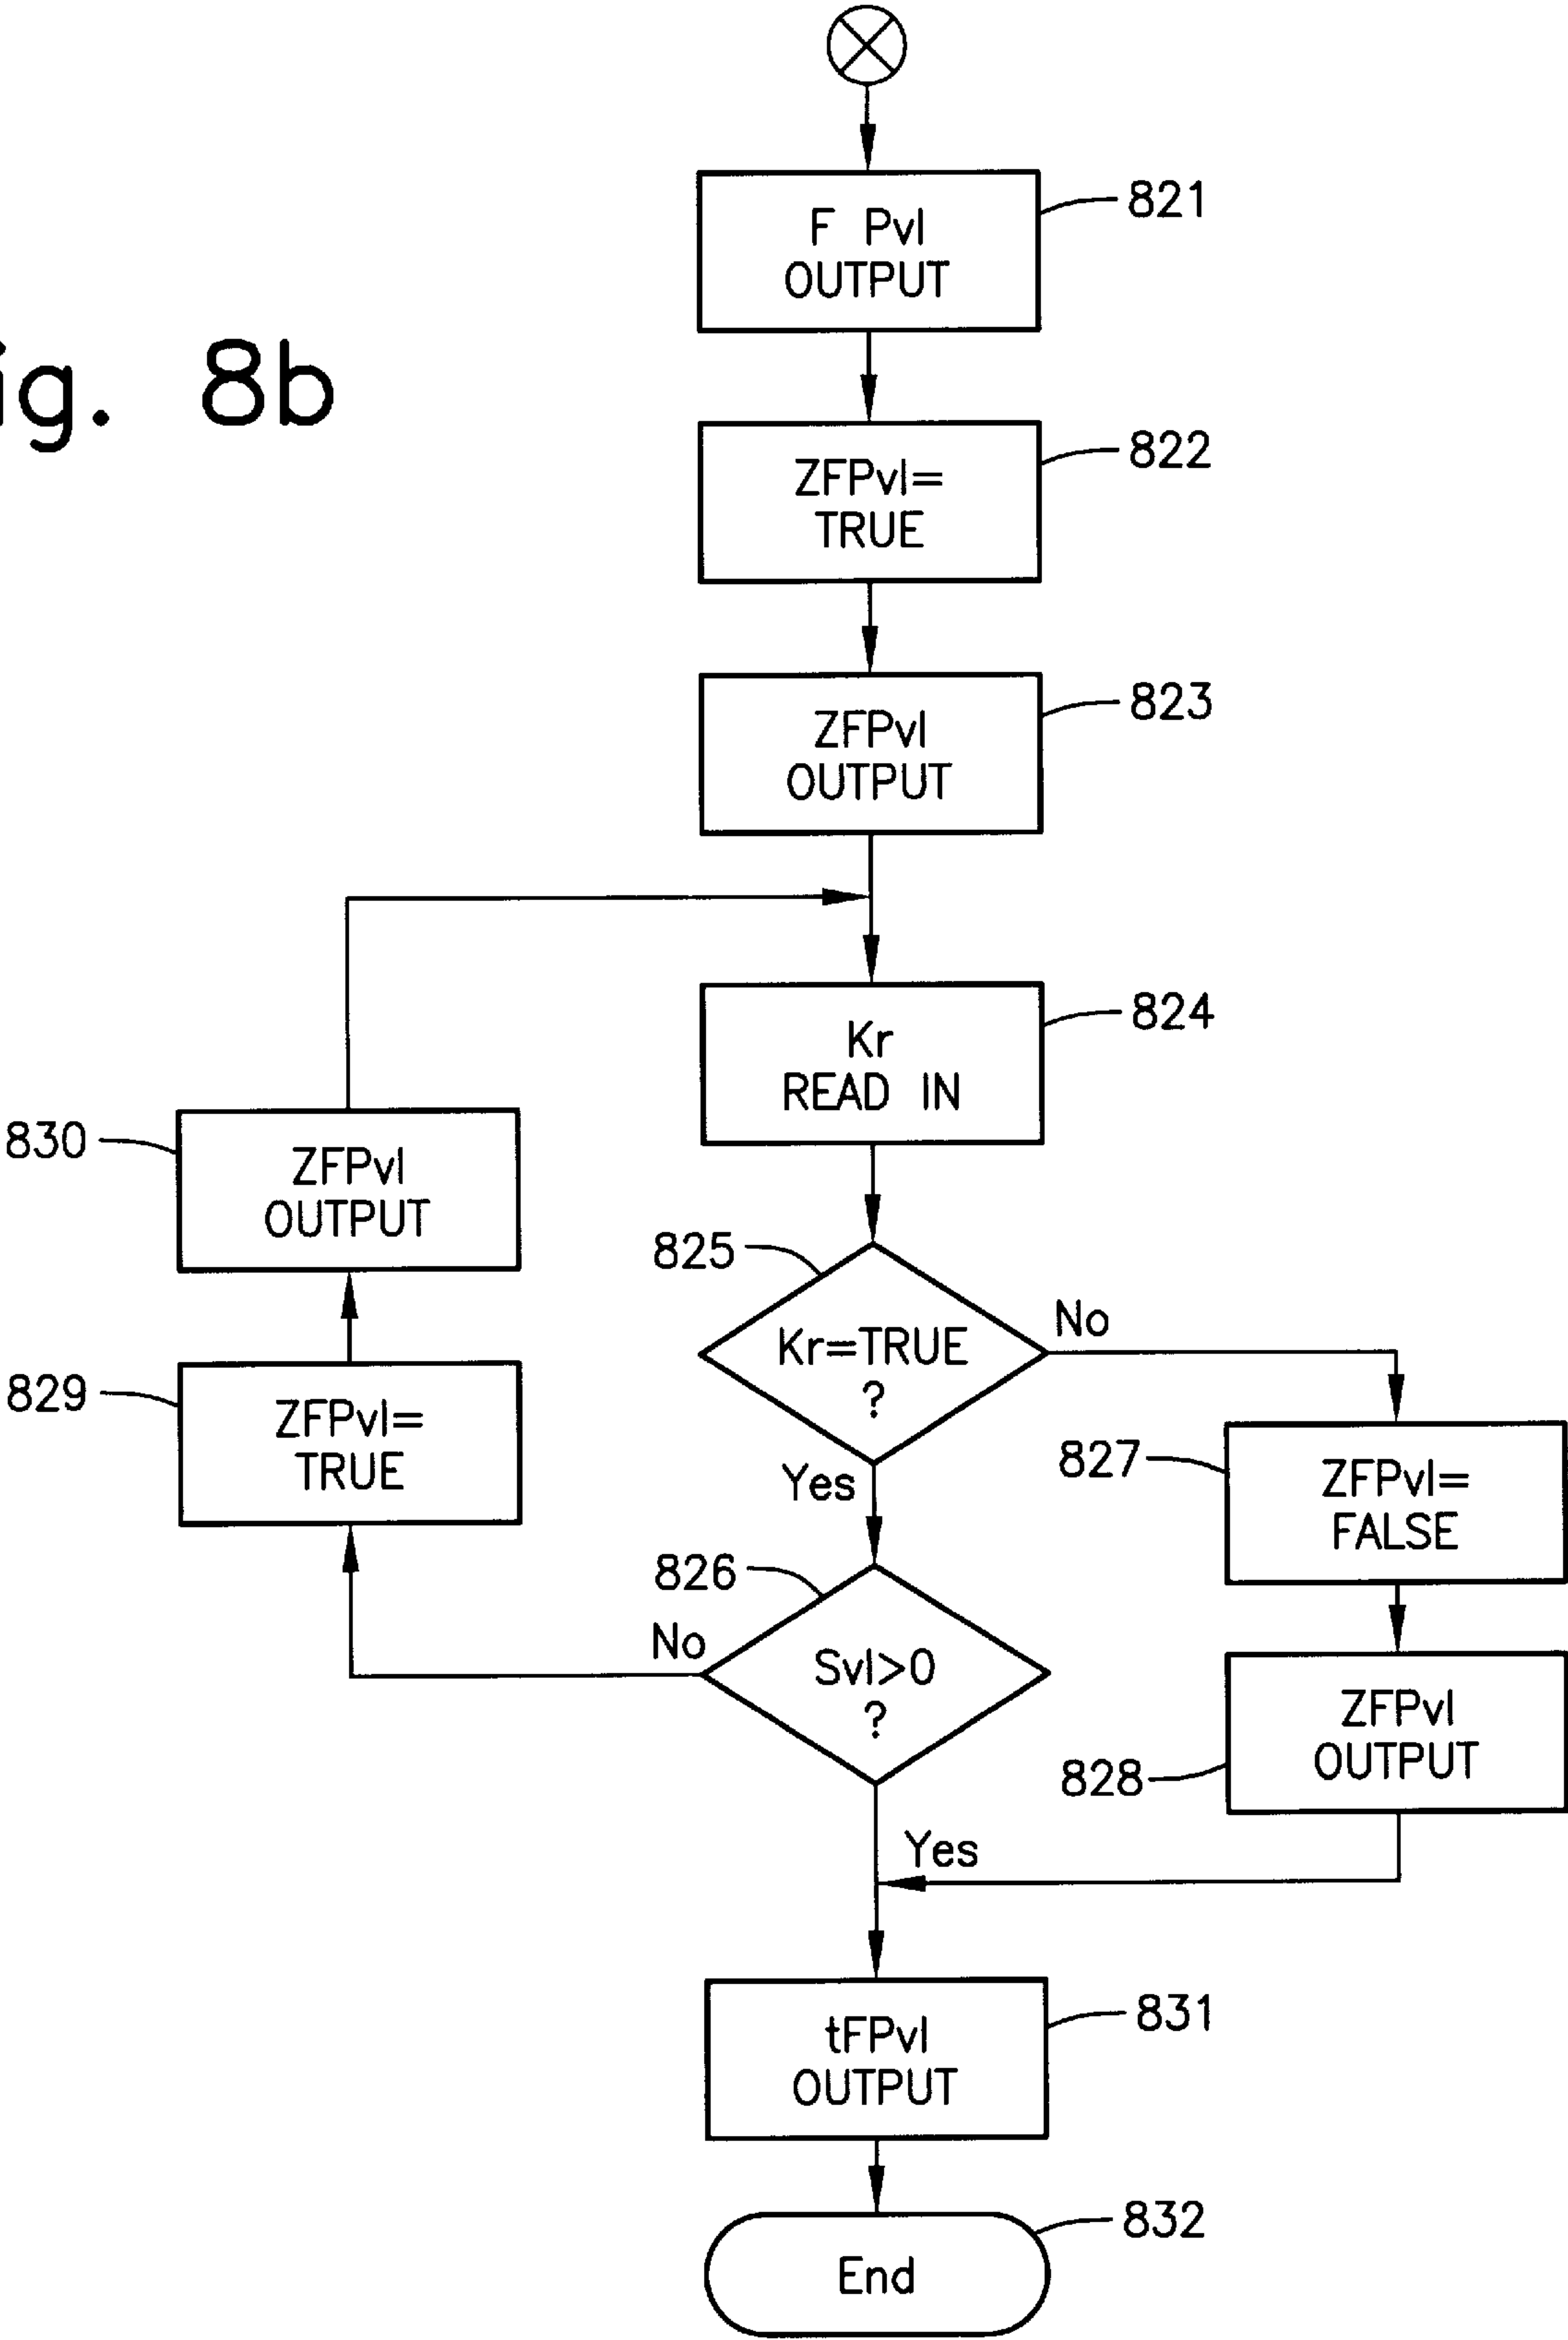 F Pvl
OUTPUT
821
ig. 8b
ZFPvl=
TRUE
822
ZFPvl
OUTPUT
823
Kr
READ IN
824
830
ZFPvl
OUTPUT
825
Kr=TRUE
?
No
Yes
829
ZFPvl=
TRUE
827
ZFPvl=
FALSE
826
No
Svl>0
?
828
ZFPvl
OUTPUT
Yes
tFPvl
OUTPUT
831
End
832